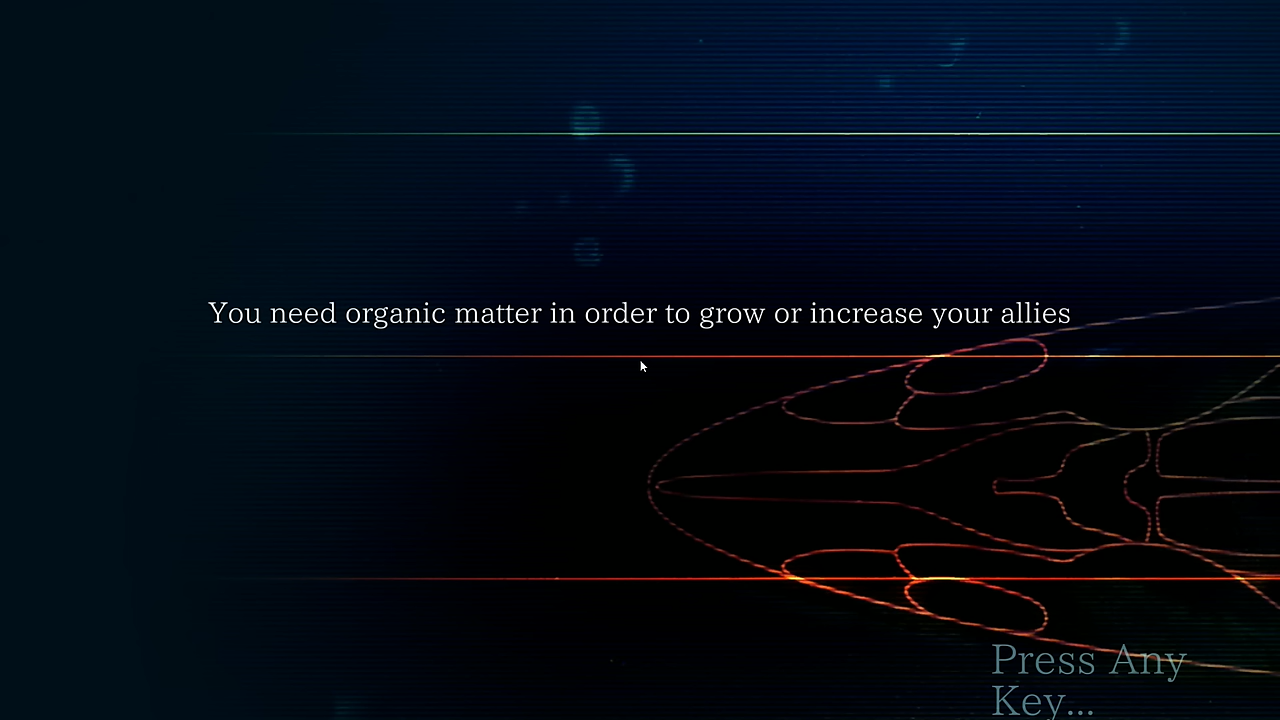 You need organic matter in order to grow or increase your allies
Press Any
Key...